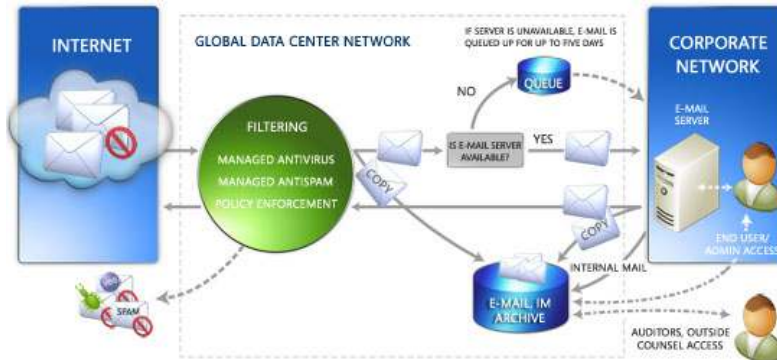 INTERNET
GLOBAL DATA CENTER NETWORK
IF SERVER IS UNAVAILABLE, E-MAIL IS
QUEUED UP FOR UP TO FIVE DAYS
CORPORATE
NETWORK
QUEUE
NO
E-MAIL
SERVER
FILTERING
MANAGED ANTIVIRUS
MANAGED ANTISPAM
POLICY ENFORCEMENT
IS E-MAIL SERVER
AVAILABLE?
YES
COPY
COPY
END-USER/
ADMIN ACCESS
INTERNAL MAIL
E-MAIL, IM
ARCHIVE
SPAM
AUDITORS, OUTSIDE
COUNSEL ACCESS